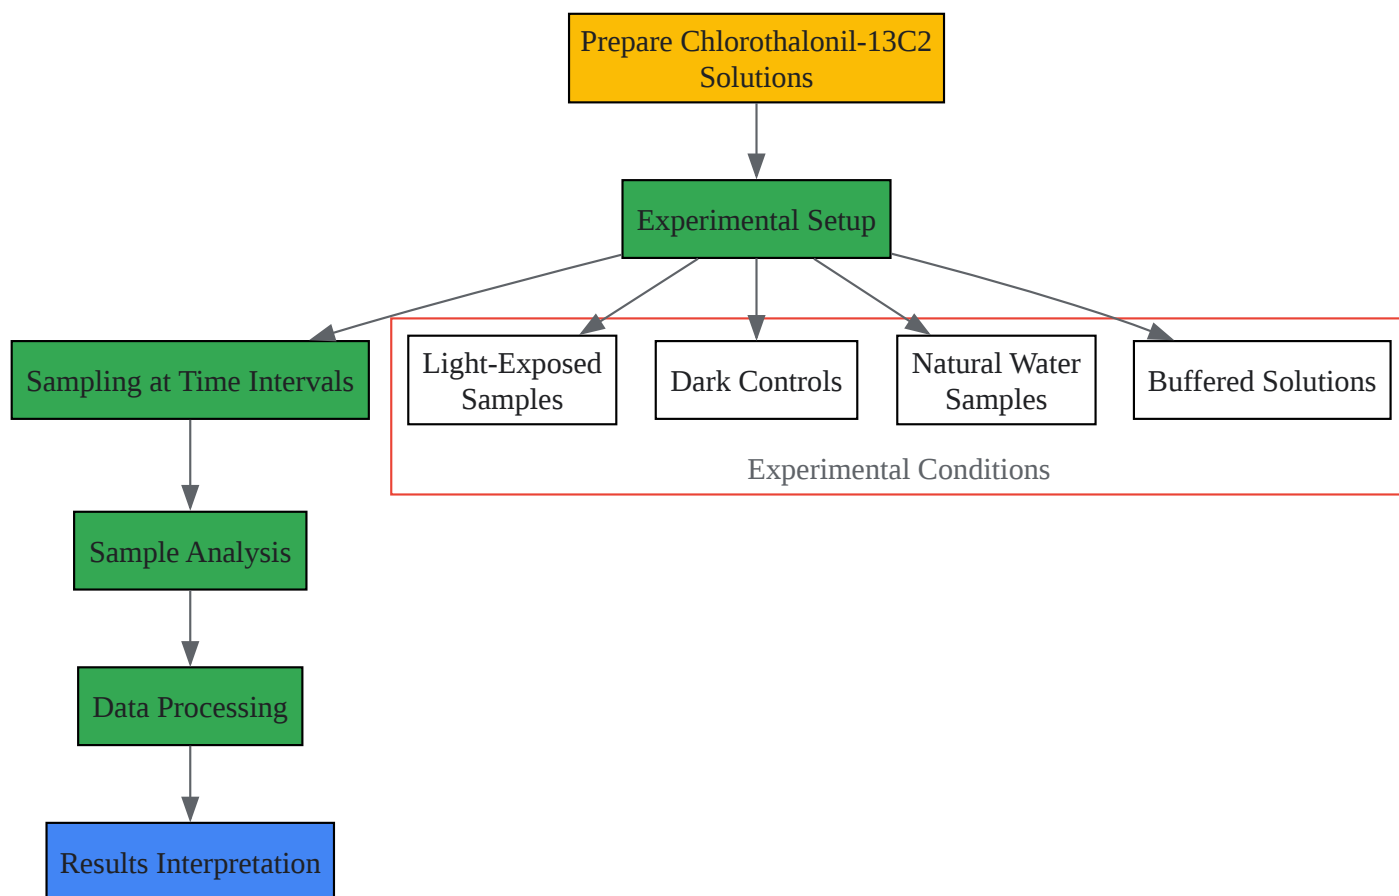 Prepare Chlorothalonil-13C2
Solutions
Experimental Setup
Sampling at Time Intervals
Light-Exposed
Samples
Dark Controls
Natural Water
Samples
Buffered Solutions
Experimental Conditions
Sample Analysis
Data Processing
Results Interpretation